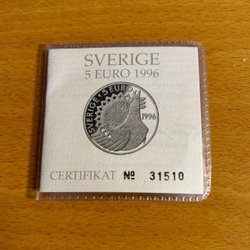 SVERIGE
5 EURO 1996
SVERIGE 5 EURO
1996
CERTIFIKAT № 31510